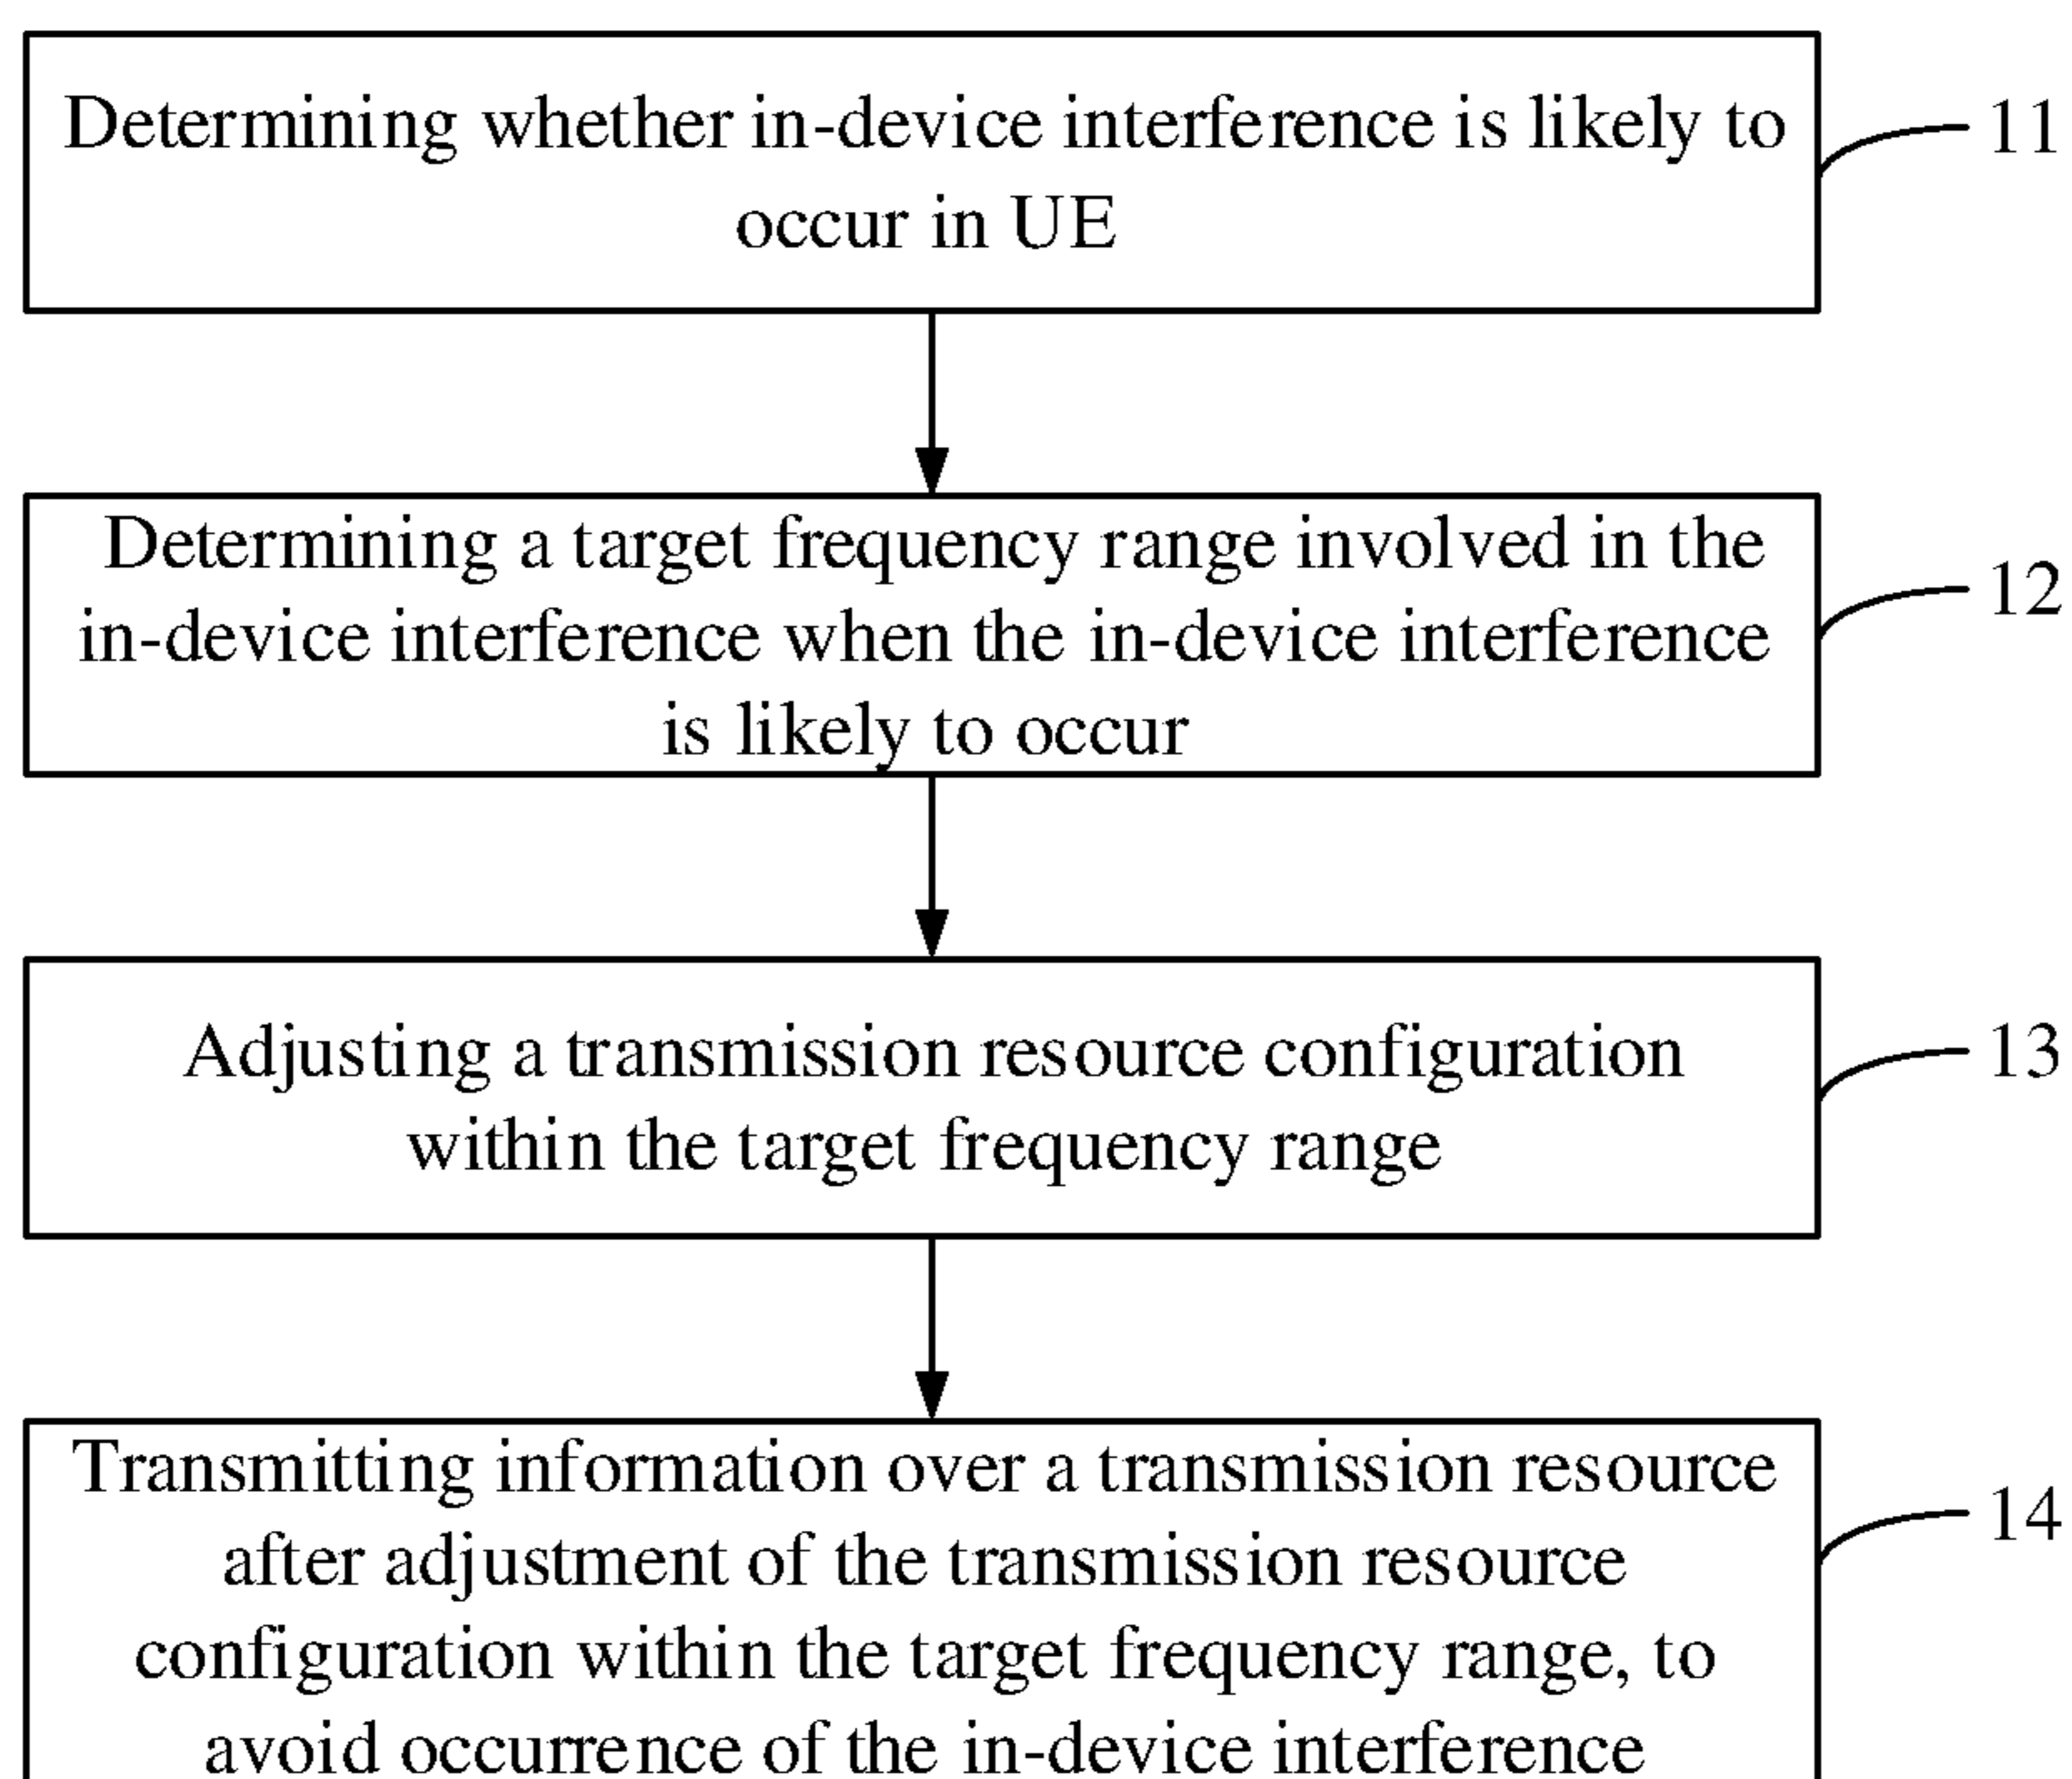 Determining whether in-device interference is likely to
occur in UE
11
Determining a target frequency range involved in the
in-device interference when the in-device interference
is likely to occur
12
Adjusting a transmission resource configuration
within the target frequency range
13
Transmitting information over a transmission resource
after adjustment of the transmission resource
configuration within the target frequency range, to
avoid occurrence of the in-device interference
14